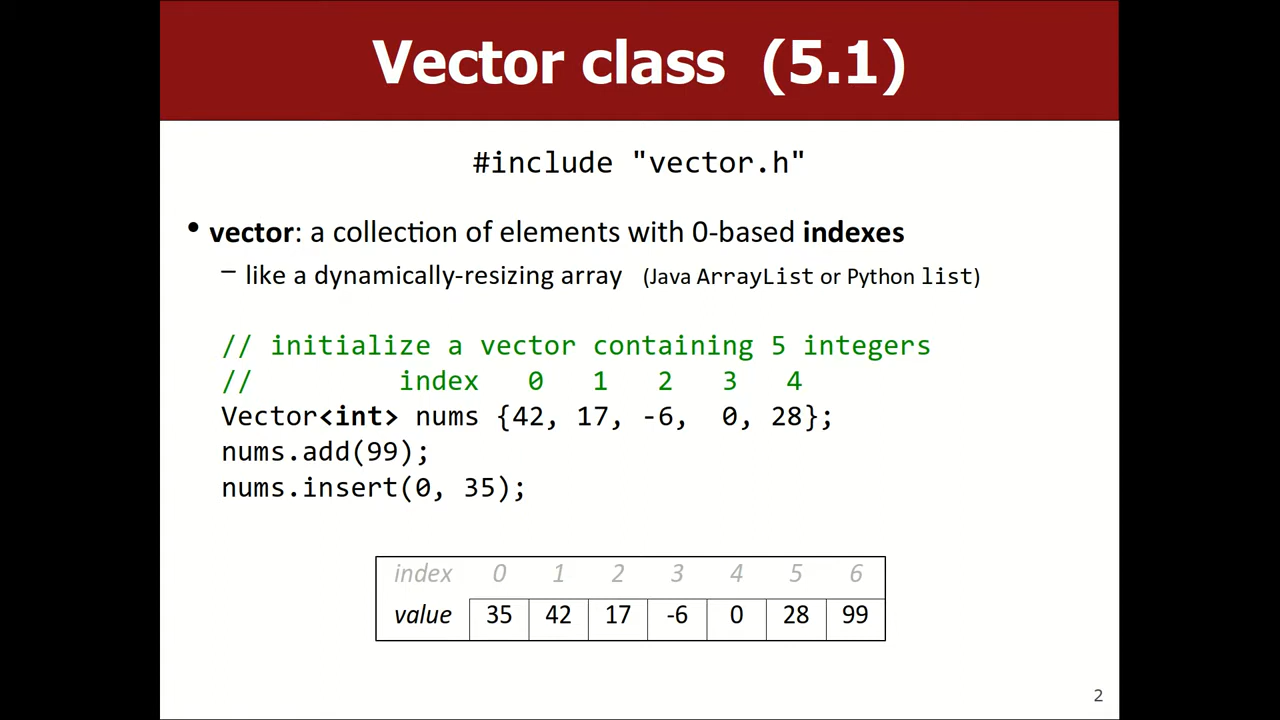 Vector class (5.1)
#include "vector.h"
• vector: a collection of elements with 0-based indexes
– like a dynamically-resizing array (Java ArrayList or Python list)
// initialize a vector containing 5 integers
// index 0 1 2 3 4
Vector<int> nums {42, 17, -6, 0, 28};
nums.add(99);
nums.insert(0, 35);
index 0 1 2 3 4 5 6
value 35 42 17 -6 0 28 99
2